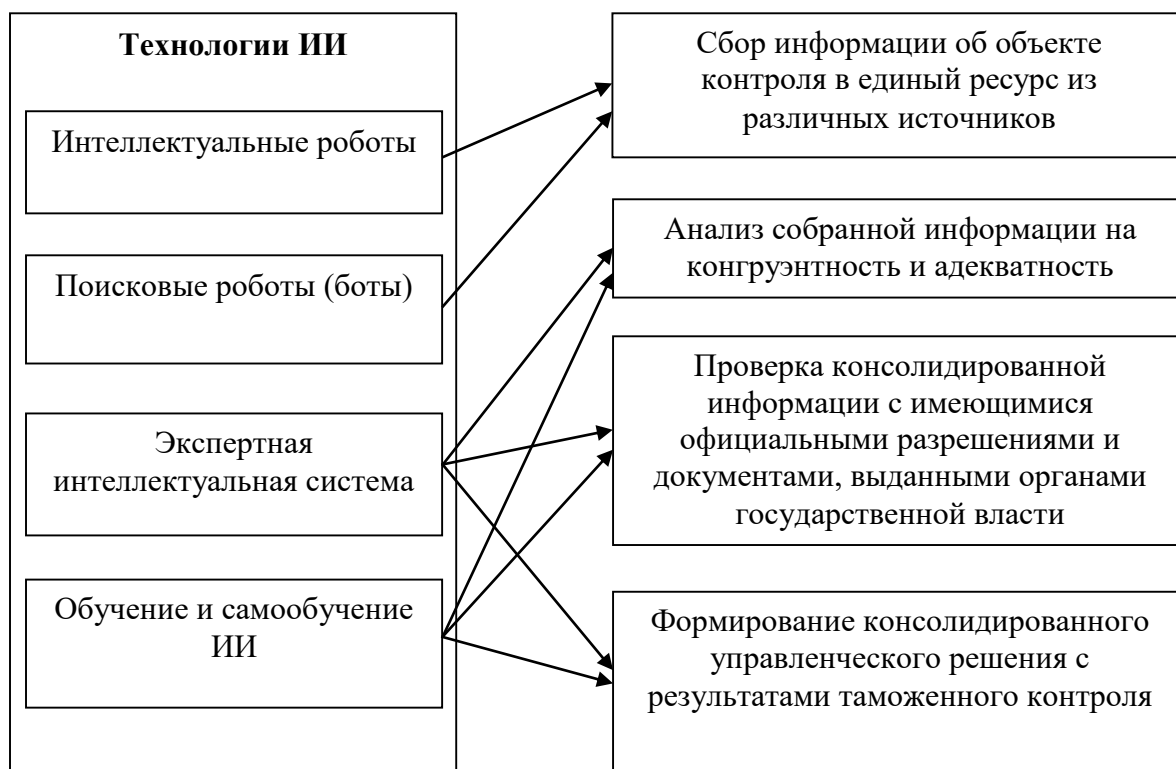 Технологии ИИ
Интеллектуальные роботы
Поисковые роботы (боты)
Экспертная
интеллектуальная система
Обучение и самообучение
ИИ
Сбор информации об объекте
контроля в единый ресурс из
различных источников
Анализ собранной информации на
конгруэнтность и адекватность
Проверка консолидированной
информации с имеющимися
официальными разрешениями и
документами, выданными органами
государственной власти
Формирование консолидированного
управленческого решения с
результатами таможенного контроля